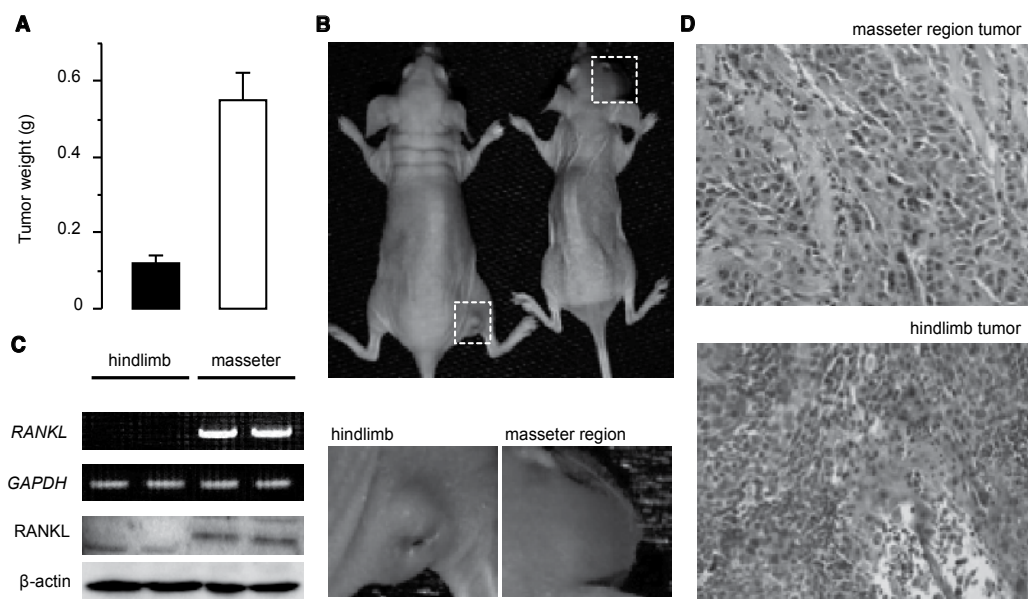 A
Tumor weight (g)
0.6
0.4
0.2
0
B
hindlimb
masseter region
C
hindlimb
masseter
RANKL
GAPDH
RANKL
β-actin
D
masseter region tumor
hindlimb tumor